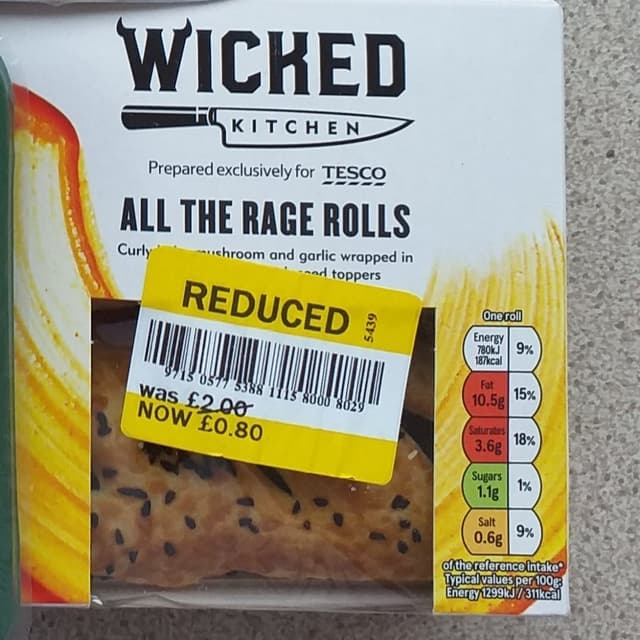 WICKED
KITCHEN
Prepared exclusively for TESCO
ALL THE RAGE ROLLS
Curly mushroom and garlic wrapped in
toppers
REDUCED
5439
9715 0577 5388 1115 8000 8029
was £2.00
NOW £0.80
One roll
Energy
780kJ
187kcal
9%
Fat
10.5g
15%
Saturates
3.6g
18%
Sugars
1.1g
1%
Salt
0.6g
9%
of the reference intake*
Typical values per 100g:
Energy 1299kJ / 311kcal